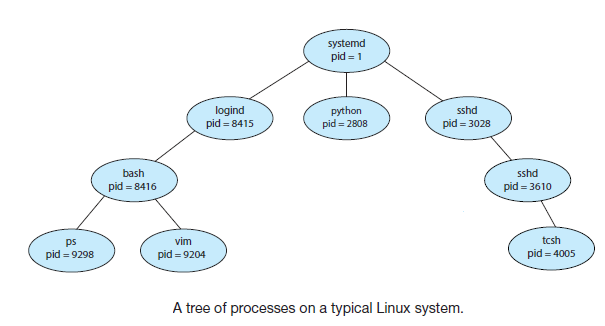 systemd
pid = 1
logind
pid = 8415
python
pid = 2808
sshd
pid = 3028
bash
pid = 8416
sshd
pid = 3610
ps
pid = 9298
vim
pid = 9204
tcsh
pid = 4005
A tree of processes on a typical Linux system.